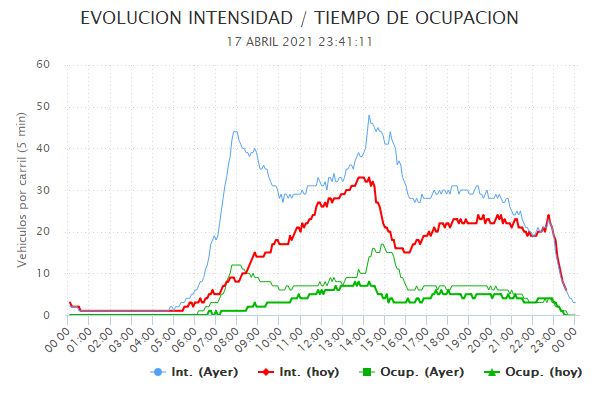 EVOLUCION INTENSIDAD / TIEMPO DE OCUPACION
17 ABRIL 2021 23:41:11
Vehiculos por carril (5 min)
60
50
40
30
20
10
0
00:00 01:00 02:00 03:00 04:00 05:00 06:00 07:00 08:00 09:00 10:00 11:00 12:00 13:00 14:00 15:00 16:00 17:00 18:00 19:00 20:00 21:00 22:00 23:00 00:00
Int. (Ayer) Int. (hoy) Ocup. (Ayer) Ocup. (hoy)